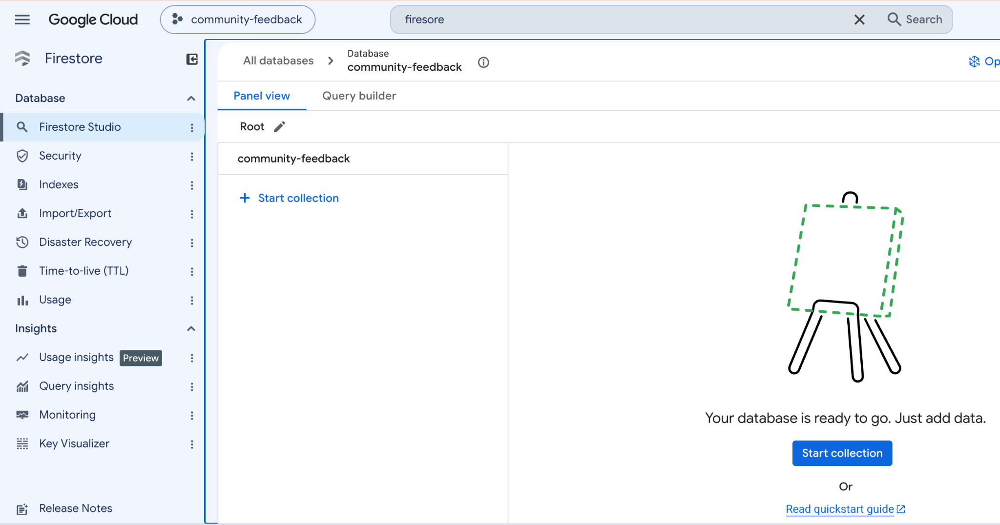 Google Cloud
community-feedback
firesore
Search
Firestore
All databases
Database
community-feedback
Op
Database
Panel view
Query builder
Firestore Studio
Root
Security
community-feedback
Indexes
Start collection
Import/Export
Disaster Recovery
Time-to-live (TTL)
Usage
Insights
Usage insights Preview
Query insights
Monitoring
Key Visualizer
Your database is ready to go. Just add data.
Start collection
Or
Read quickstart guide
Release Notes